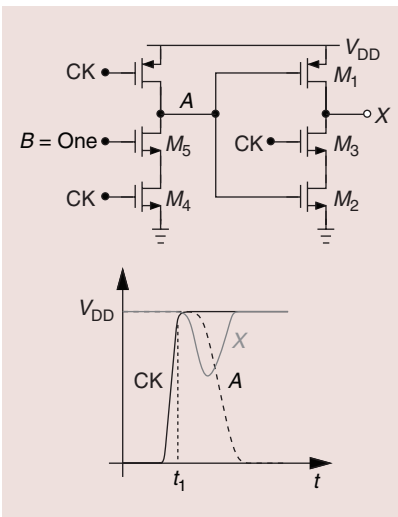 V_DD
CK
M_1
A
X
B = One
M_5
CK
M_3
CK
M_4
M_2
V_DD
X
CK
A
t_1
t